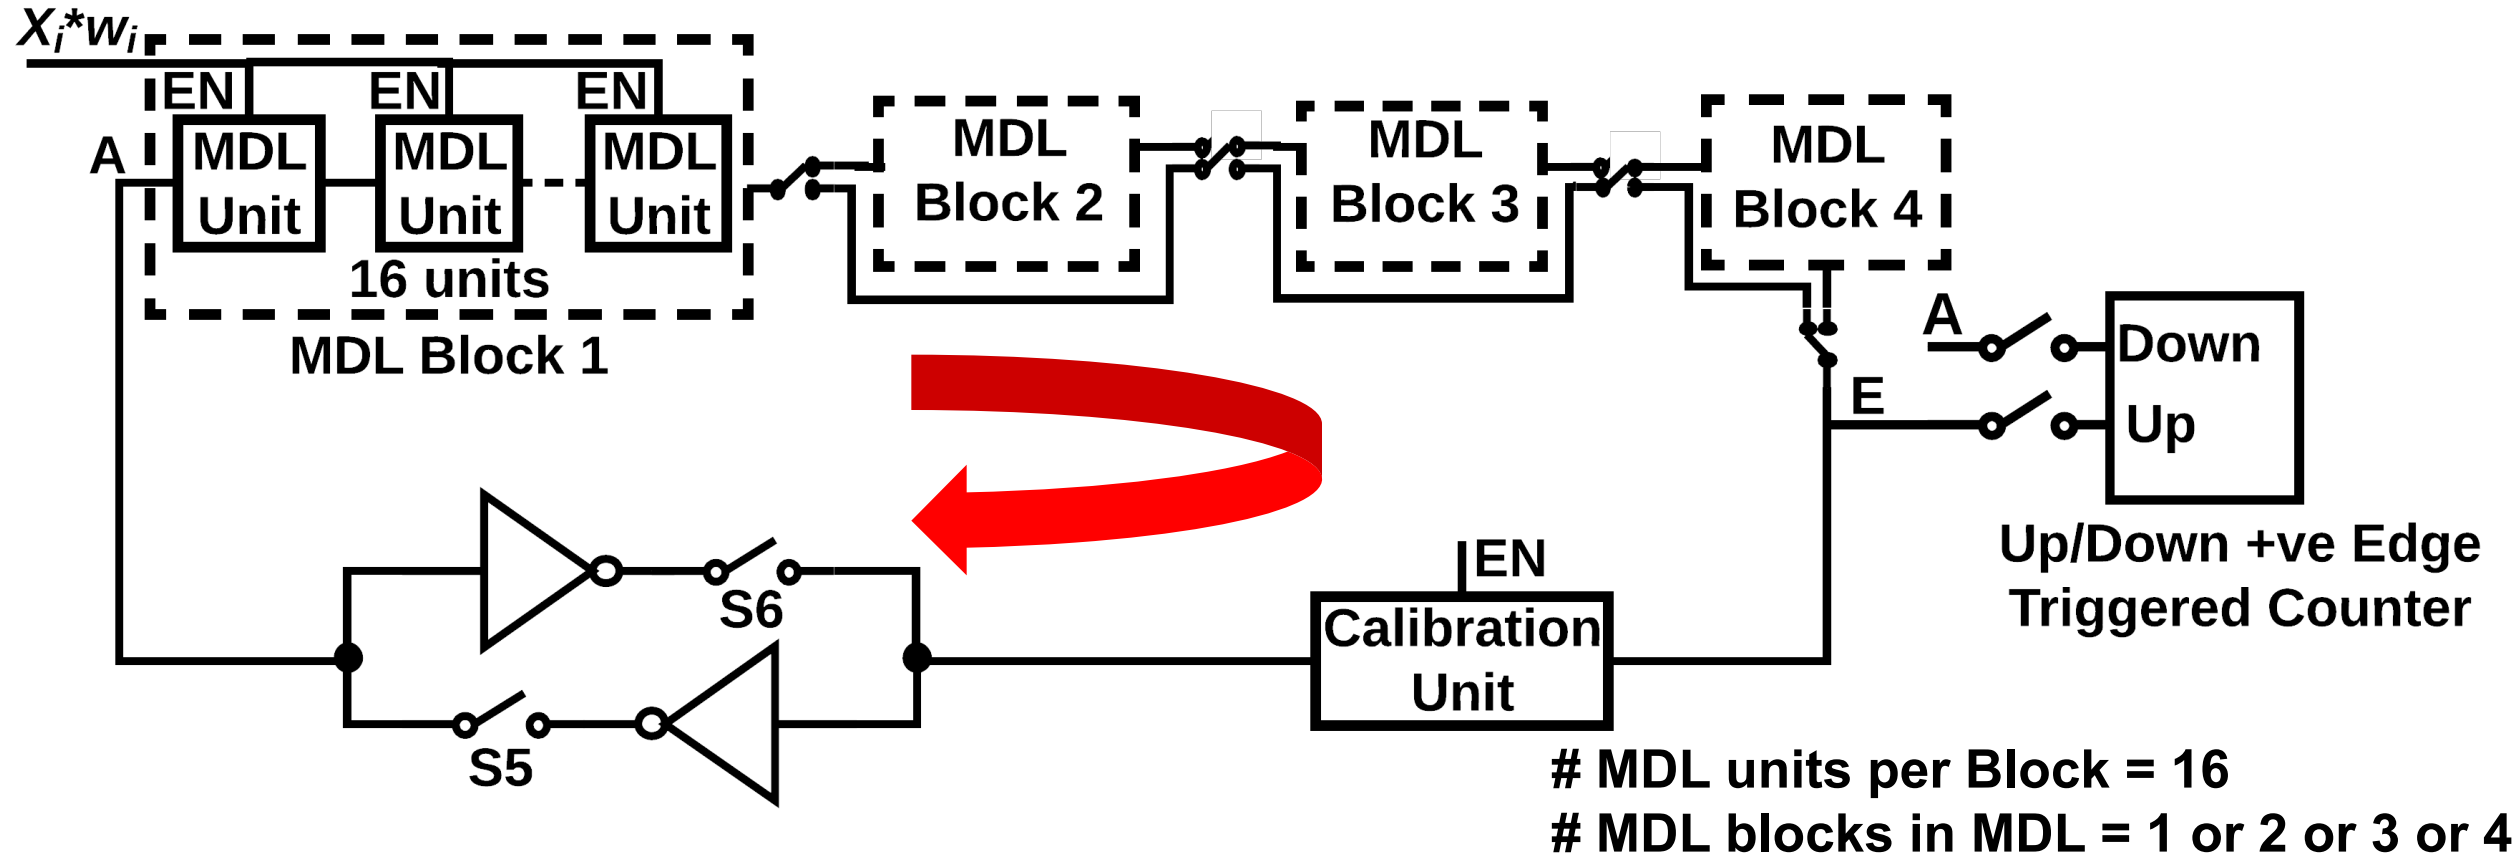 Xi*wi
EN EN EN
A
MDL Unit
MDL Unit
MDL Unit
16 units
MDL Block 1
MDL
Block 2
MDL
Block 3
MDL
Block 4
A
Down
E
Up
Up/Down +ve Edge
Triggered Counter
EN
Calibration
Unit
S6
S5
# MDL units per Block = 16
# MDL blocks in MDL = 1 or 2 or 3 or 4